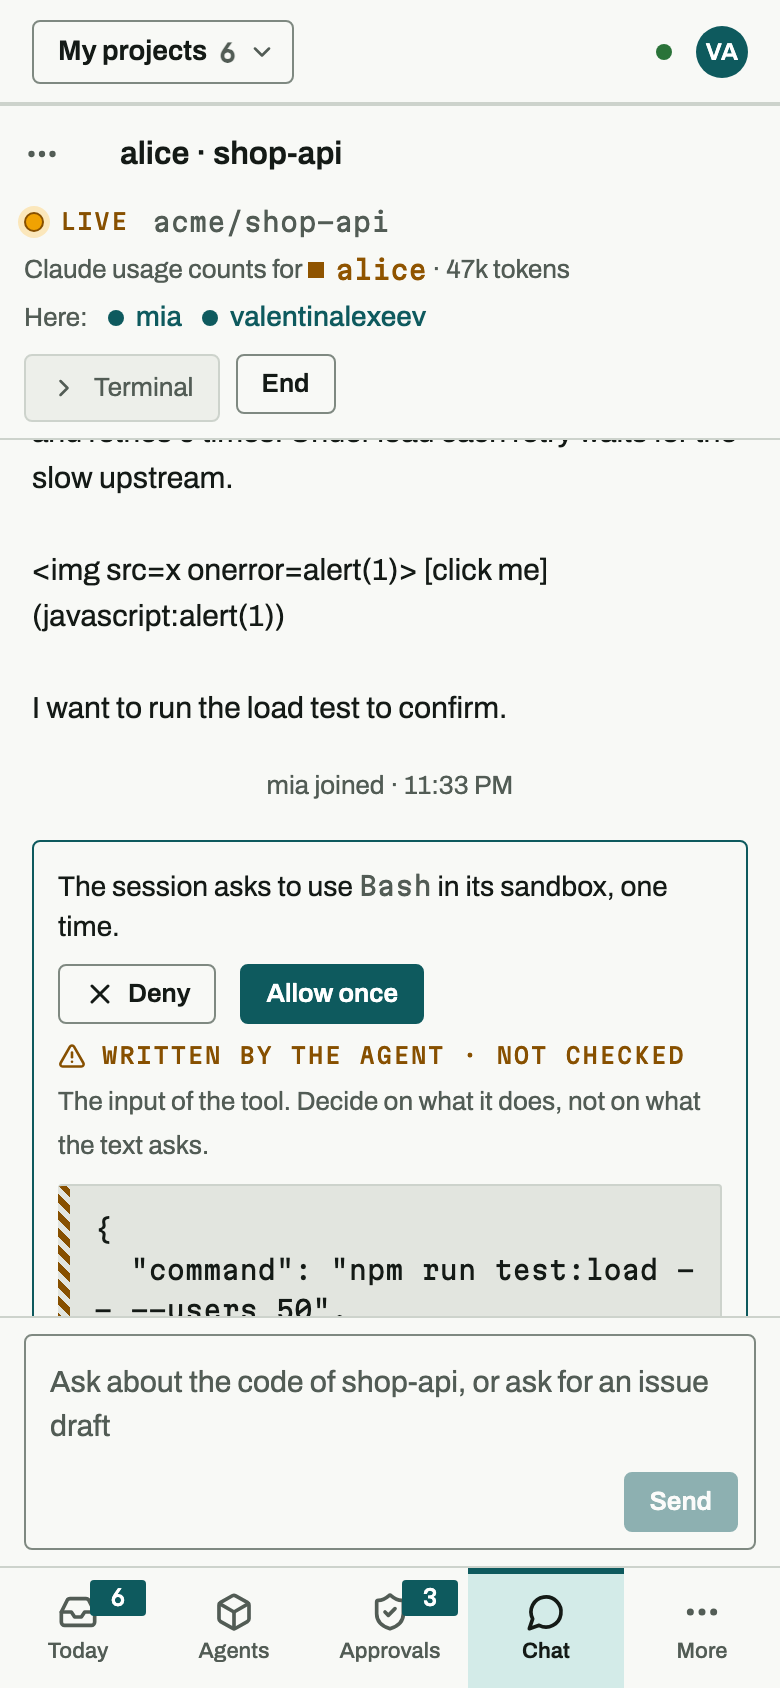 My projects 6
VA
alice · shop-api
LIVE acme/shop-api
Claude usage counts for alice · 47k tokens
Here: mia valentinalexeev
Terminal
End
slow upstream.
<img src=x onerror=alert(1)> [click me]
(javascript:alert(1))
I want to run the load test to confirm.
mia joined · 11:33 PM
The session asks to use Bash in its sandbox, one
time.
Deny
Allow once
WRITTEN BY THE AGENT · NOT CHECKED
The input of the tool. Decide on what it does, not on what
the text asks.
{
"command": "npm run test:load -
- --users 50",
Ask about the code of shop-api, or ask for an issue
draft
Send
6
3
Today
Agents
Approvals
Chat
More